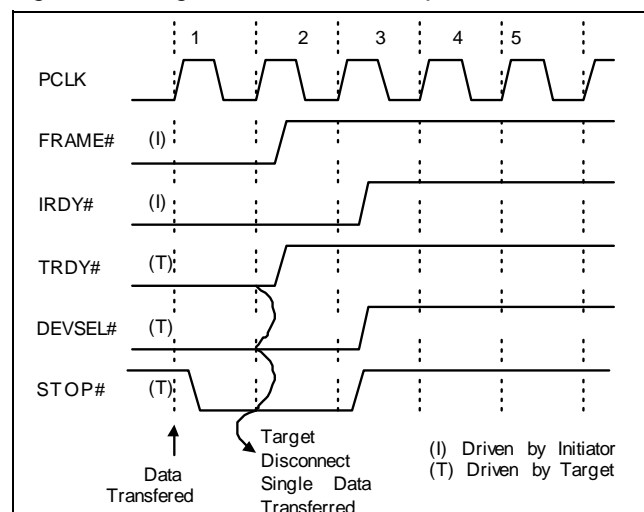 1 2 3 4 5
PCLK
FRAME# (I)
IRDY# (I)
TRDY# (T)
DEVSEL# (T)
STOP# (T)
Data
Transfered
Target
Disconnect
Single Data
Transferred
(I) Driven by Initiator
(T) Driven by Target